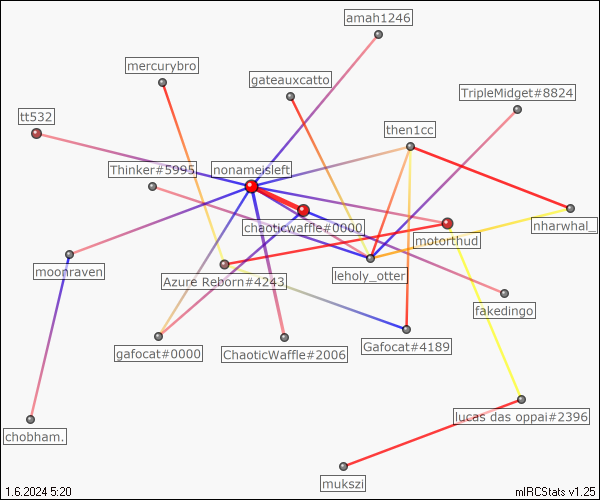 amah1246
mercurybro
gateauxcatto
TripleMidget#8824
tt532
then1cc
Thinker#5995
nonameisleft
chaoticwaffle#0000
nharwhal_
motorthud
moonraven
Azure Reborn#4243
leholy_otter
fakedingo
gafocat#0000
ChaoticWaffle#2006
Gafocat#4189
lucas das oppai#2396
chobham.
mukszi
1.6.2024 5:20
mIRCStats v1.25